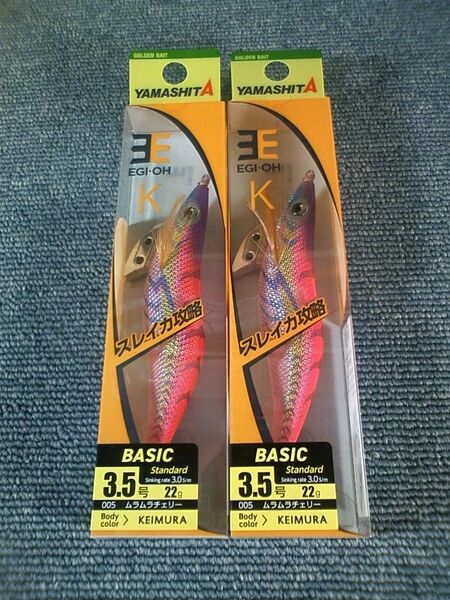 GOLDEN BAIT
YAMASHITA
EGI-OH
K
スレイカ攻略
BASIC
Standard
3.5号
Sinking rate 3.0 s/m
22g
005 ムラムラチェリー
Body color > KEIMURA
GOLDEN BAIT
YAMASHITA
EGI-OH
K
スレイカ攻略
BASIC
Standard
3.5号
Sinking rate 3.0 s/m
22g
005 ムラムラチェリー
Body color > KEIMURA